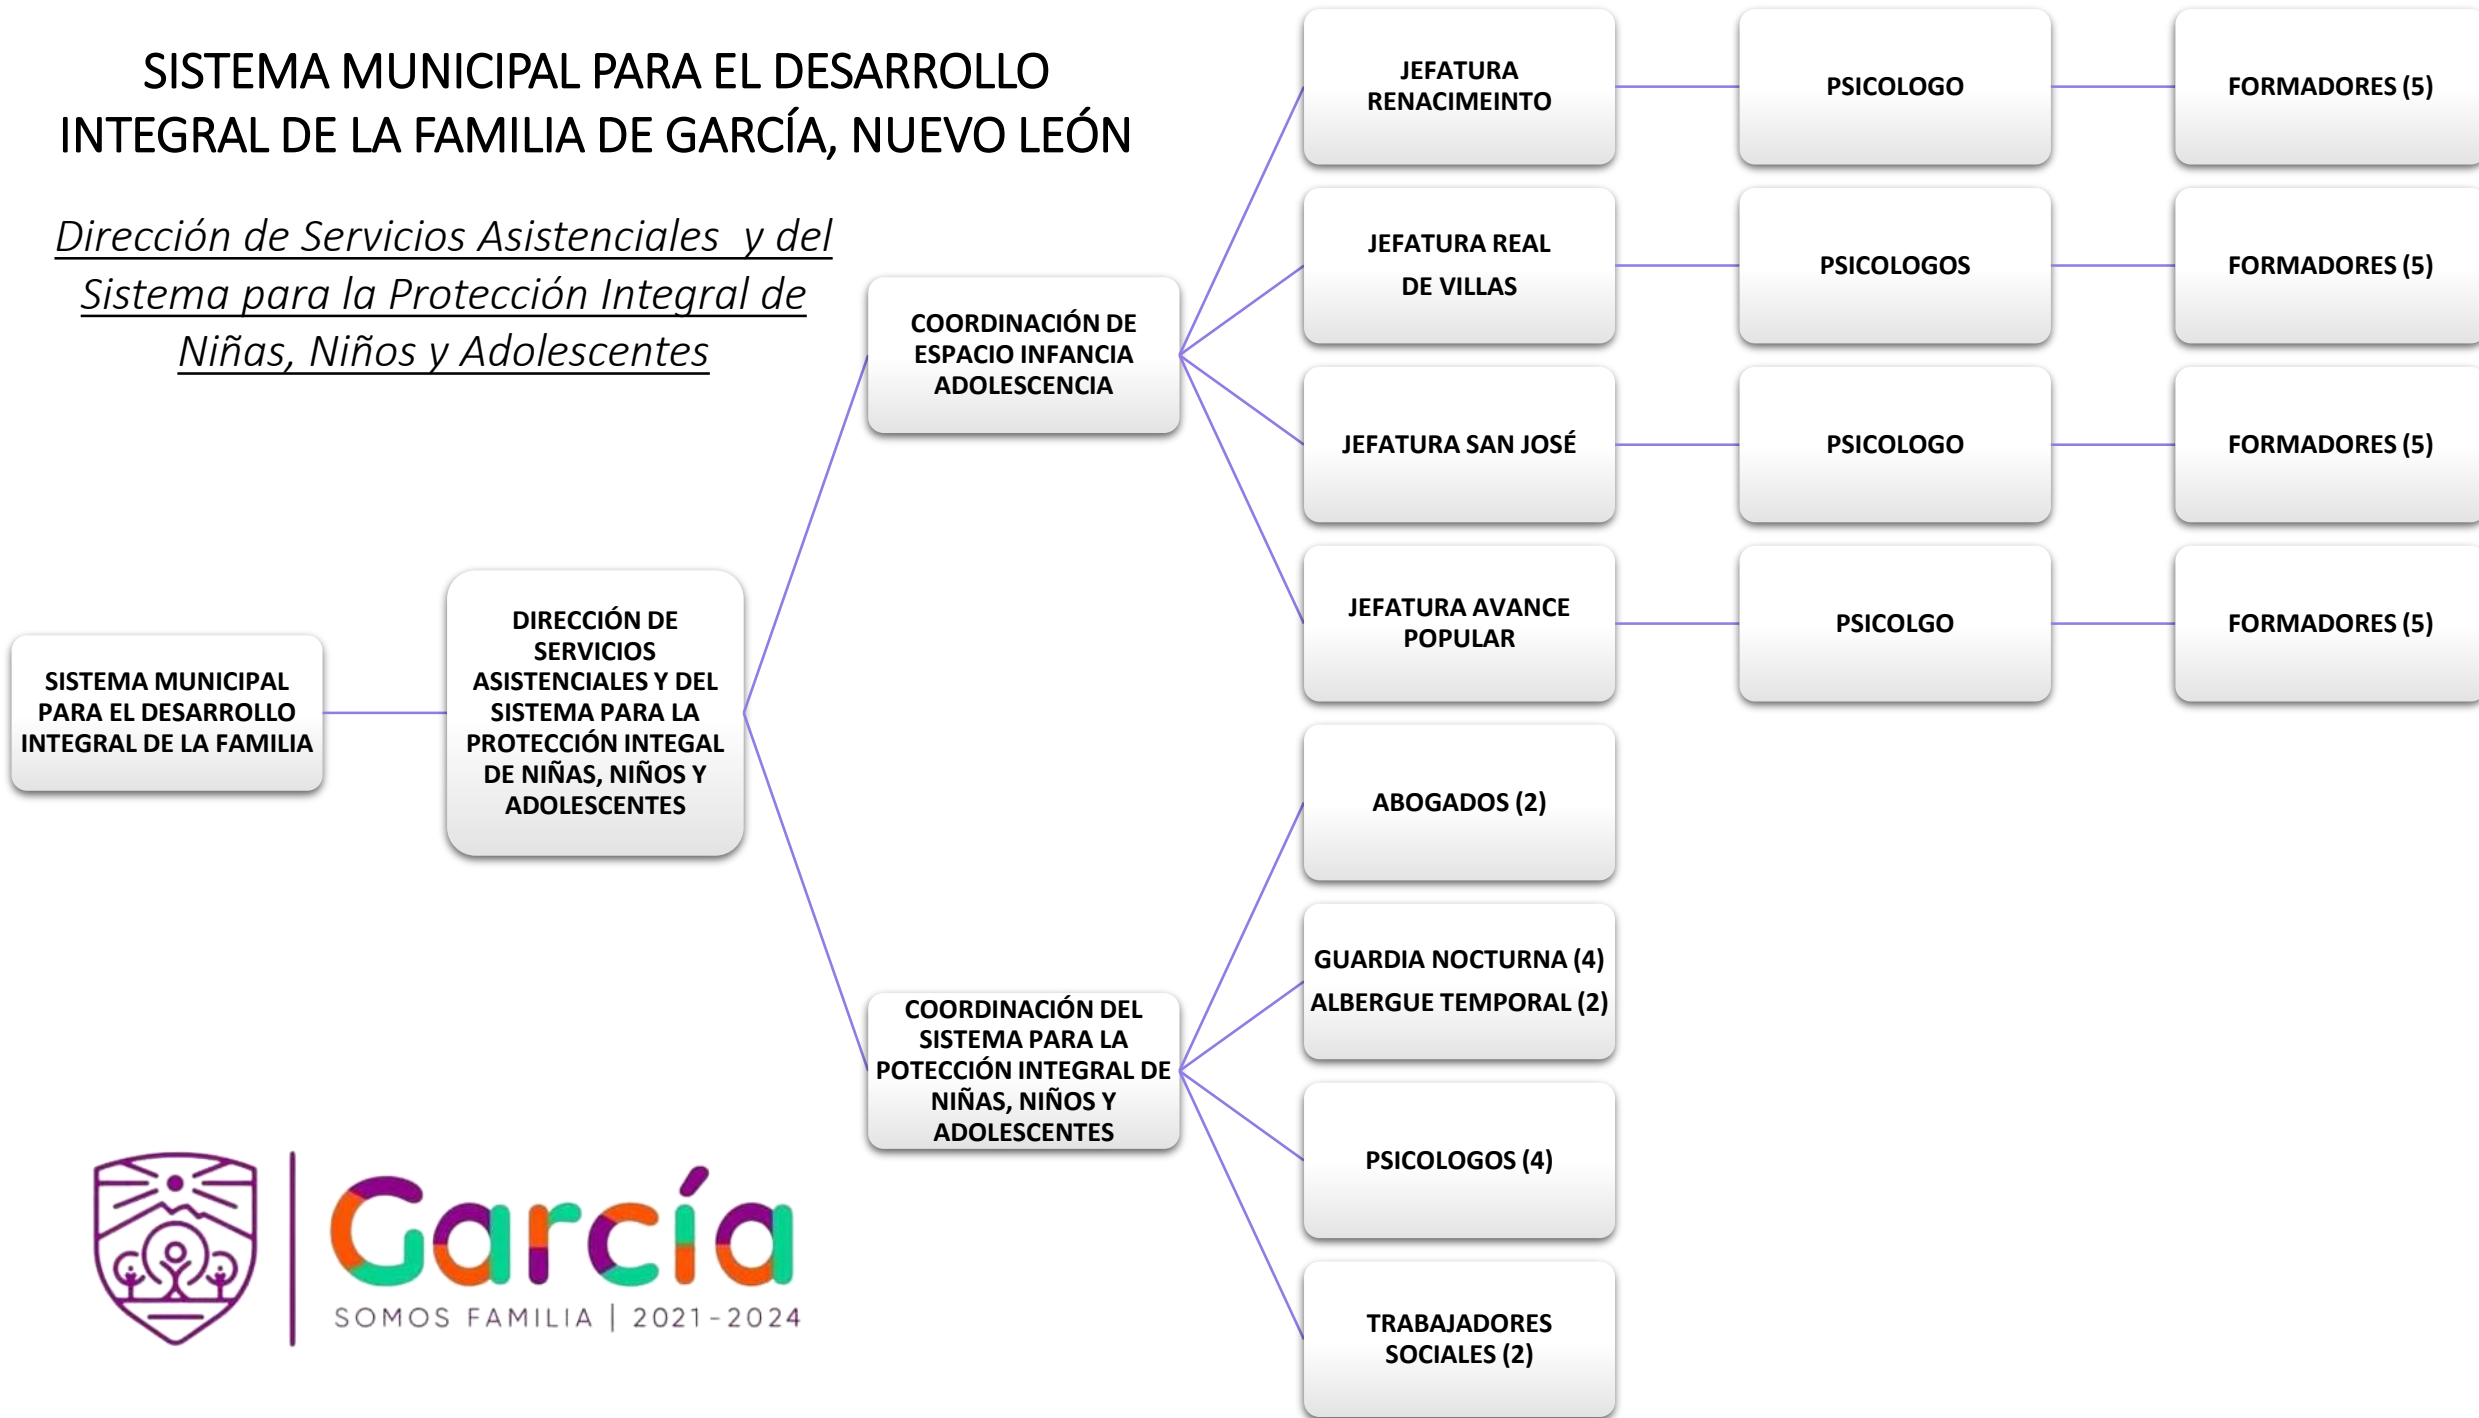 SISTEMA MUNICIPAL PARA EL DESARROLLO
INTEGRAL DE LA FAMILIA DE GARCÍA, NUEVO LEÓN
Dirección de Servicios Asistenciales y del
Sistema para la Protección Integral de
Niñas, Niños y Adolescentes
SISTEMA MUNICIPAL
PARA EL DESARROLLO
INTEGRAL DE LA FAMILIA
DIRECCIÓN DE
SERVICIOS
ASISTENCIALES Y DEL
SISTEMA PARA LA
PROTECCIÓN INTEGAL
DE NIÑAS, NIÑOS Y
ADOLESCENTES
COORDINACIÓN DE
ESPACIO INFANCIA
ADOLESCENCIA
JEFATURA
RENACIMEINTO
PSICOLOGO
FORMADORES (5)
JEFATURA REAL
DE VILLAS
PSICOLOGOS
FORMADORES (5)
JEFATURA SAN JOSÉ
PSICOLOGO
FORMADORES (5)
JEFATURA AVANCE
POPULAR
PSICOLGO
FORMADORES (5)
COORDINACIÓN DEL
SISTEMA PARA LA
POTECCIÓN INTEGRAL DE
NIÑAS, NIÑOS Y
ADOLESCENTES
ABOGADOS (2)
GUARDIA NOCTURNA (4)
ALBERGUE TEMPORAL (2)
PSICOLOGOS (4)
TRABAJADORES
SOCIALES (2)
García
SOMOS FAMILIA | 2021-2024